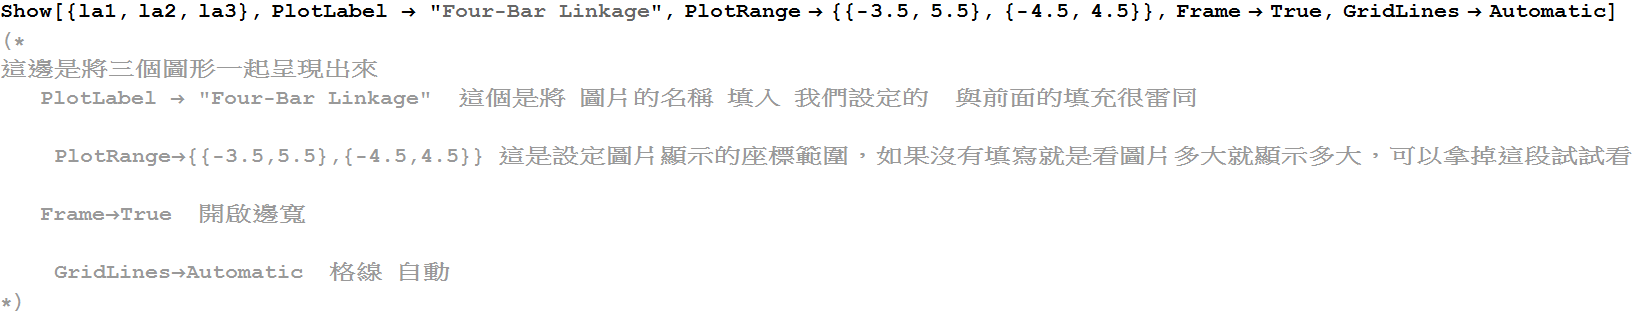 Show[{la1, la2, la3}, PlotLabel → "Four-Bar Linkage", PlotRange → {{-3.5, 5.5}, {-4.5, 4.5}}, Frame → True, GridLines → Automatic]
(*
這邊是將三個圖形一起呈現出來
PlotLabel → "Four-Bar Linkage" 這個是將 圖片的名稱 填入 我們設定的 與前面的填充很雷同
PlotRange→{{-3.5,5.5},{-4.5,4.5}} 這是設定圖片顯示的座標範圍，如果沒有填寫就是看圖片多大就顯示多大，可以拿掉這段試試看
Frame→True 開啟邊寬
GridLines→Automatic 格線 自動
*)